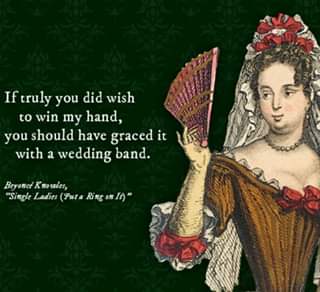 If truly you did wish
to win my hand,
you should have graced it
with a wedding band.
Beyoncé Knowles,
"Single Ladies (Put a Ring on It)"